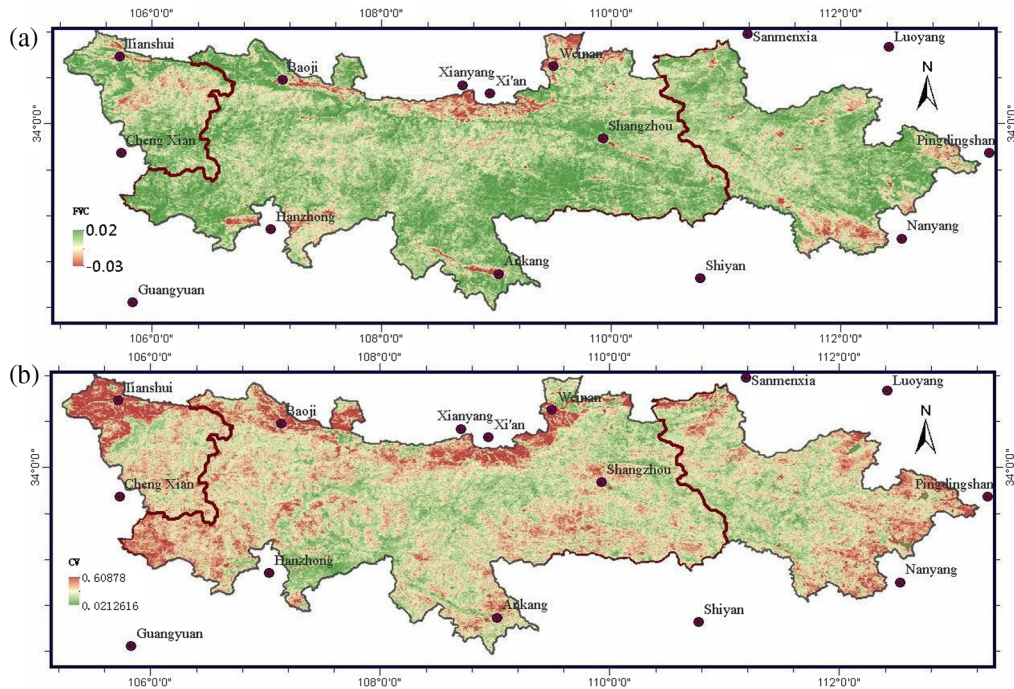 (a)
106°0'0" 108°0'0" 110°0'0" 112°0'0"
34°0'0"
Tianshui
Baoji
Xianyang
Xi'an
Weinan
Sanmenxia
Luoyang
N
Cheng Xian
Shangzhou
Pingdingshan
34°0'0"
FVC
0.02
-0.03
Hanzhong
Ankang
Nanyang
Shiyan
Guangyuan
106°0'0" 108°0'0" 110°0'0" 112°0'0"
(b)
106°0'0" 108°0'0" 110°0'0" 112°0'0"
34°0'0"
Tianshui
Baoji
Xianyang
Xi'an
Weinan
Sanmenxia
Luoyang
N
Cheng Xian
Shangzhou
Pingdingshan
34°0'0"
CV
0.60878
0.0212616
Hanzhong
Ankang
Nanyang
Shiyan
Guangyuan
106°0'0" 108°0'0" 110°0'0" 112°0'0"